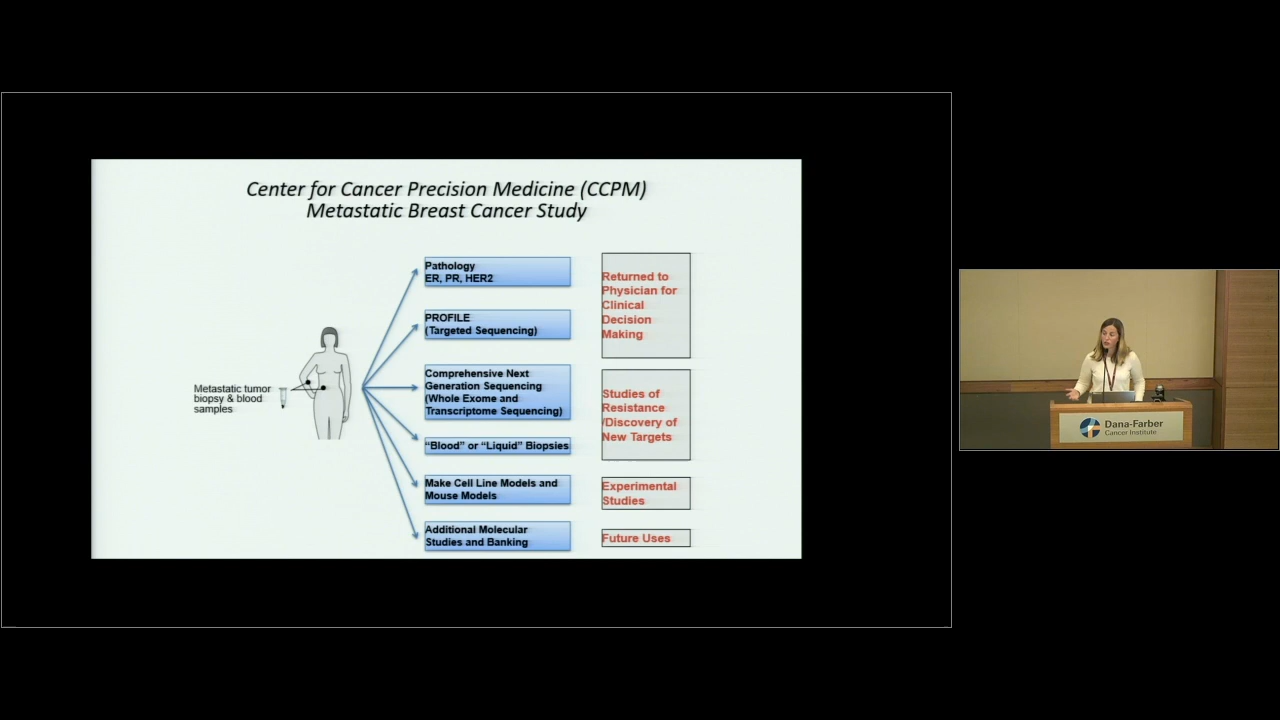 Center for Cancer Precision Medicine (CCPM)
Metastatic Breast Cancer Study
Metastatic tumor
biopsy & blood
samples
Pathology
ER, PR, HER2
PROFILE
(Targeted Sequencing)
Comprehensive Next
Generation Sequencing
(Whole Exome and
Transcriptome Sequencing)
“Blood” or “Liquid” Biopsies
Make Cell Line Models and
Mouse Models
Additional Molecular
Studies and Banking
Returned to
Physician for
Clinical
Decision
Making
Studies of
Resistance
/Discovery of
New Targets
Experimental
Studies
Future Uses
Dana-Farber
Cancer Institute